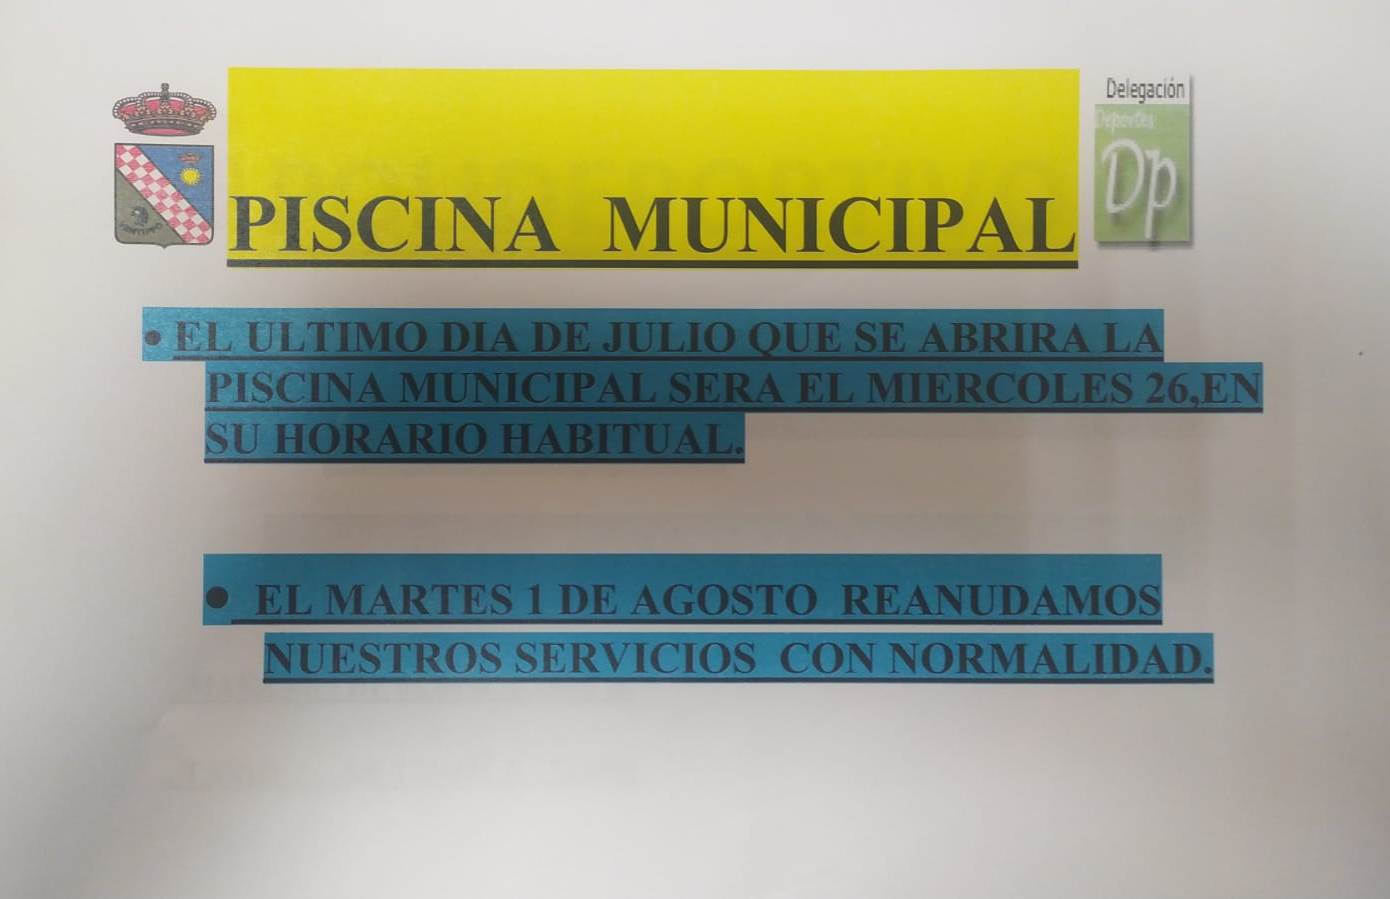 Delegación
Deportes
Dp
PISCINA MUNICIPAL
• EL ULTIMO DIA DE JULIO QUE SE ABRIRA LA
PISCINA MUNICIPAL SERA EL MIERCOLES 26,EN
SU HORARIO HABITUAL.
• EL MARTES 1 DE AGOSTO REANUDAMOS
NUESTROS SERVICIOS CON NORMALIDAD.